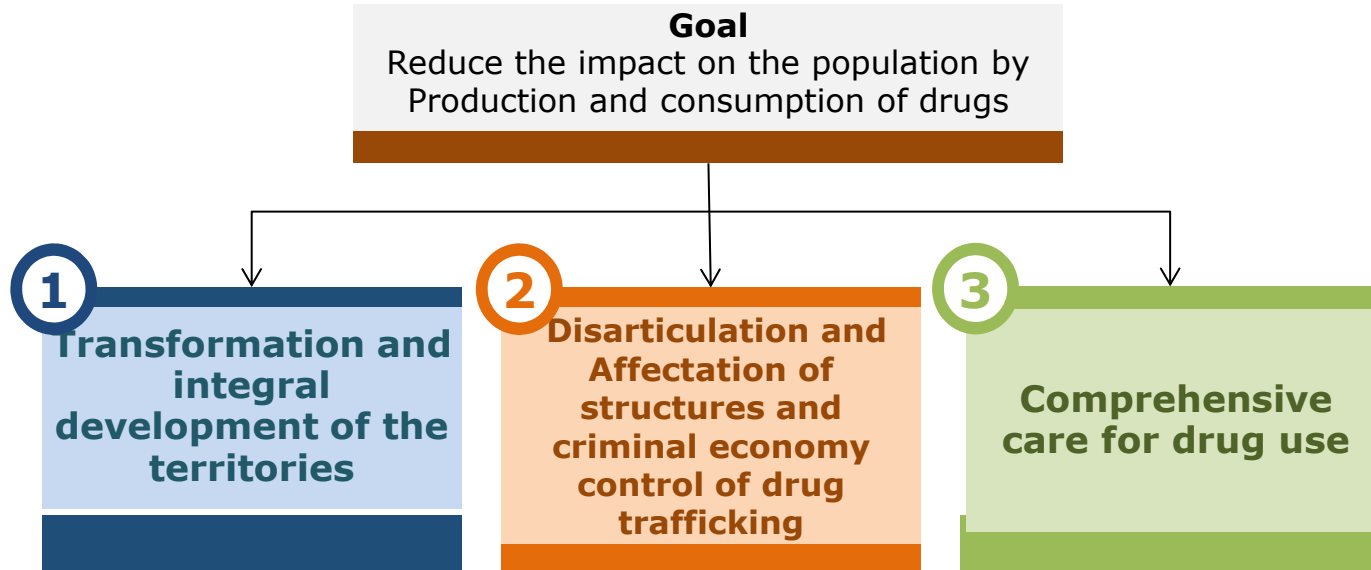 Goal
Reduce the impact on the population by
Production and consumption of drugs
1
Transformation and
integral
development of the
territories
2
Disarticulation and
Affectation of
structures and
criminal economy
control of drug
trafficking
3
Comprehensive
care for drug use